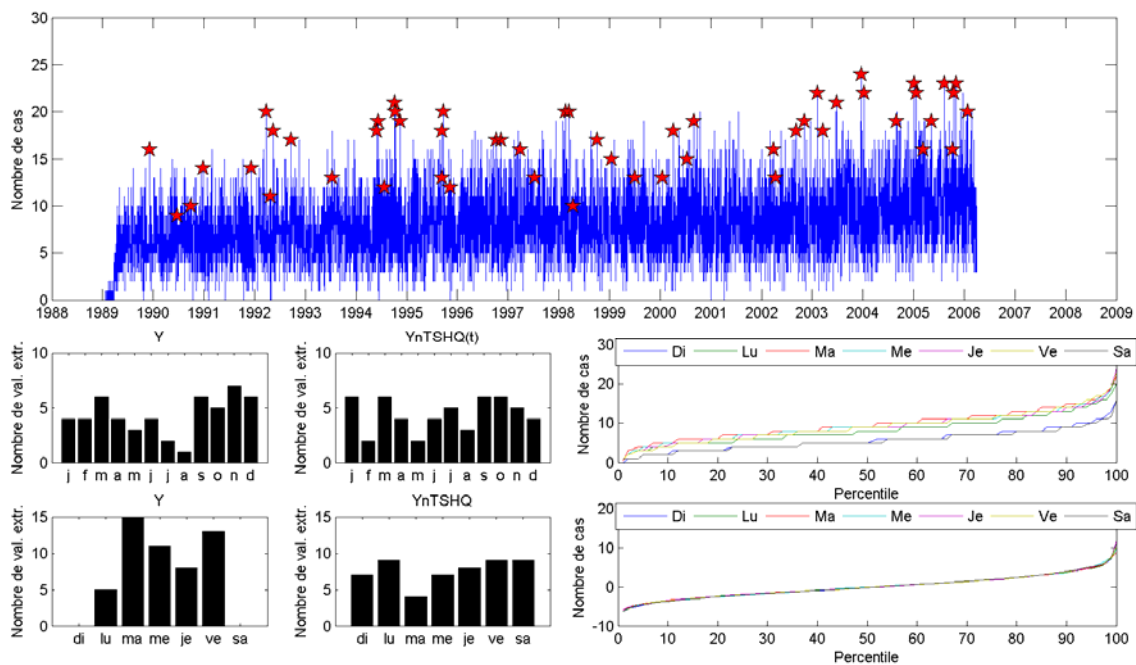 30
25
20
15
10
5
0
Nombre de cas
1988 1989 1990 1991 1992 1993 1994 1995 1996 1997 1998 1999 2000 2001 2002 2003 2004 2005 2006 2007 2008 2009
Y
10
5
0
Nombre de val. extr.
j f m a m j j a s o n d
YnTSHQ(t)
10
5
0
Nombre de val. extr.
j f m a m j j a s o n d
Di Lu Ma Me Je Ve Sa
30
20
10
0
Nombre de cas
0 10 20 30 40 50 60 70 80 90 100
Percentile
Y
15
10
5
0
Nombre de val. extr.
di lu ma me je ve sa
YnTSHQ
15
10
5
0
Nombre de val. extr.
di lu ma me je ve sa
Di Lu Ma Me Je Ve Sa
20
10
0
-10
Nombre de cas
0 10 20 30 40 50 60 70 80 90 100
Percentile